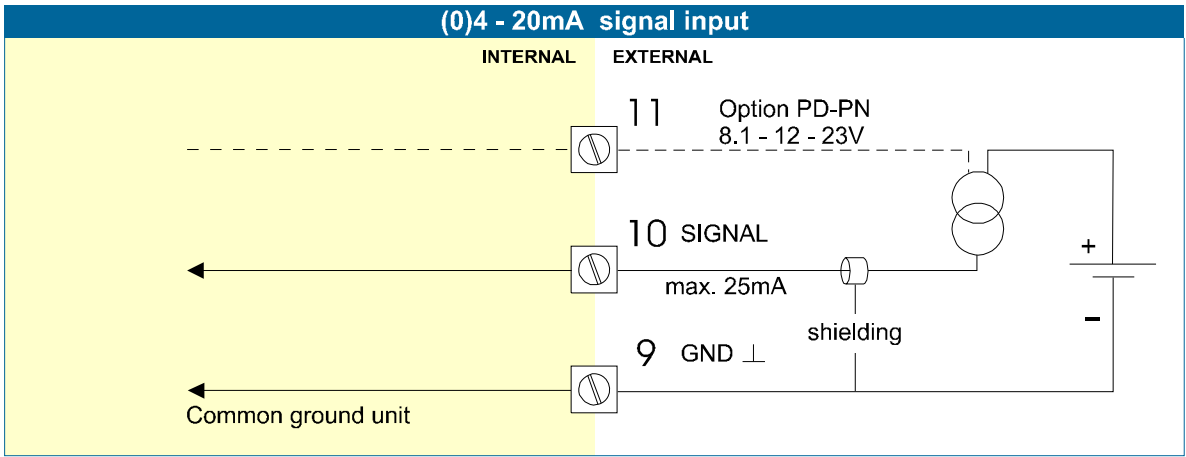 (0)4 - 20mA signal input
INTERNAL EXTERNAL
11 Option PD-PN
8.1 - 12 - 23V
10 SIGNAL
max. 25mA
+
-
shielding
9 GND ⊥
Common ground unit